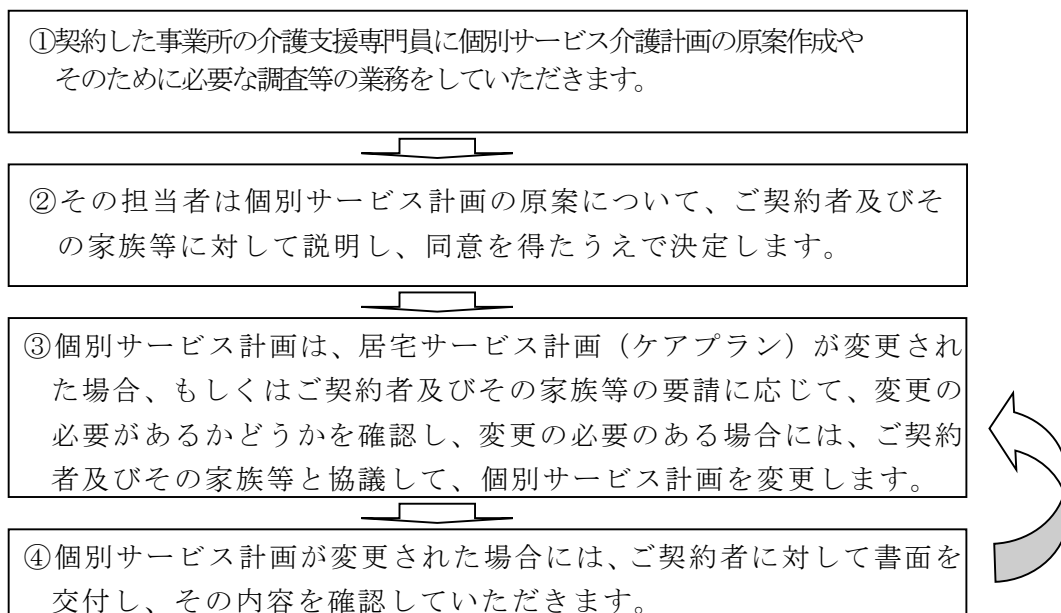 ①契約した事業所の介護支援専門員に個別サービス介護計画の原案作成や
そのために必要な調査等の業務をしていただきます。
②その担当者は個別サービス計画の原案について、ご契約者及びそ
の家族等に対して説明し、同意を得たうえで決定します。
③個別サービス計画は、居宅サービス計画（ケアプラン）が変更され
た場合、もしくはご契約者及びその家族等の要請に応じて、変更の
必要があるかどうかを確認し、変更の必要のある場合には、ご契約
者及びその家族等と協議して、個別サービス計画を変更します。
④個別サービス計画が変更された場合には、ご契約者に対して書面を
交付し、その内容を確認していただきます。